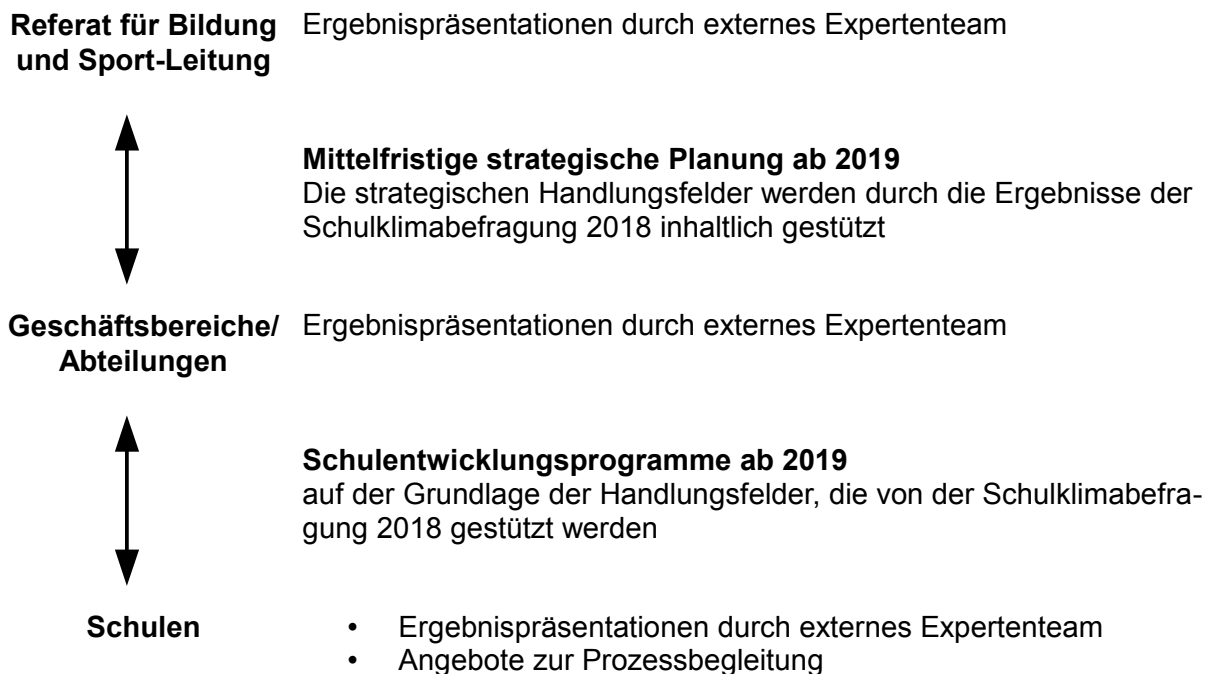 Referat für Bildung Ergebnispräsentationen durch externes Expertenteam
und Sport-Leitung
Mittelfristige strategische Planung ab 2019
Die strategischen Handlungsfelder werden durch die Ergebnisse der
Schulklimabefragung 2018 inhaltlich gestützt
Geschäftsbereiche/ Ergebnispräsentationen durch externes Expertenteam
Abteilungen
Schulentwicklungsprogramme ab 2019
auf der Grundlage der Handlungsfelder, die von der Schulklimabefra-
gung 2018 gestützt werden
Schulen • Ergebnispräsentationen durch externes Expertenteam
• Angebote zur Prozessbegleitung